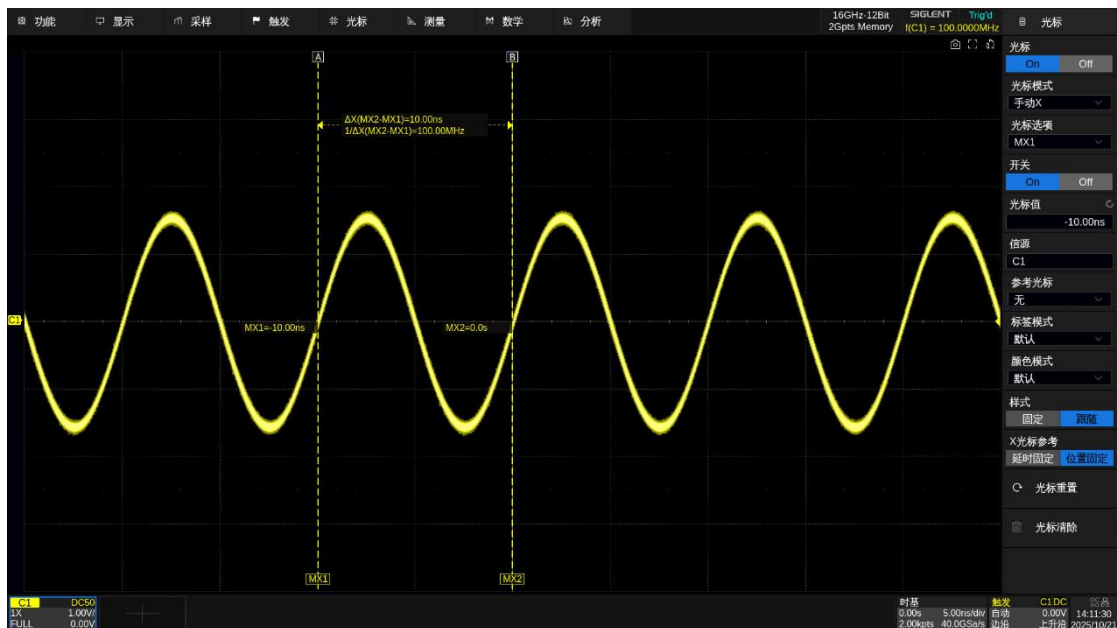 功能 显示 采样 触发 光标 测量 数学 分析
16GHz-12Bit SIGLENT Trig'd
2Gpts Memory f(C1) = 100.0000MHz
光标
A B
ΔX(MX2-MX1)=10.00ns
1/ΔX(MX2-MX1)=100.00MHz
C1
MX1=-10.00ns MX2=0.0s
MX1 MX2
光标
On Off
光标模式
手动X
光标选项
MX1
开关
On Off
光标值
-10.00ns
信源
C1
参考光标
无
标签模式
默认
颜色模式
默认
样式
固定 跟随
X光标参考
延时固定 位置固定
光标重置
光标清除
C1 DC50
1X 1.00V/
FULL 0.00V
时基
0.00s 5.00ns/div
2.00kpts 40.0GSa/s
触发 C1 DC
自动 0.00V
边沿 上升沿
14:11:30
2025/10/21